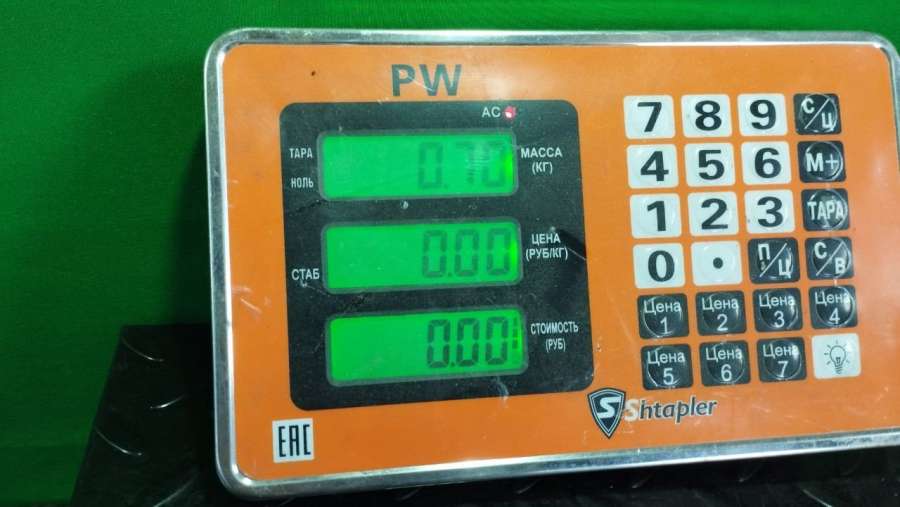 PW
AC
ТАРА
НОЛЬ
0.70
МАССА
(КГ)
СТАБ
0.00
ЦЕНА
(РУБ/КГ)
0.00
СТОИМОСТЬ
(РУБ)
7 8 9 С/Ц
4 5 6 М+
1 2 3 ТАРА
0 . П/Ц С/В
Цена 1 Цена 2 Цена 3 Цена 4
Цена 5 Цена 6 Цена 7
S Shtapler
EAC